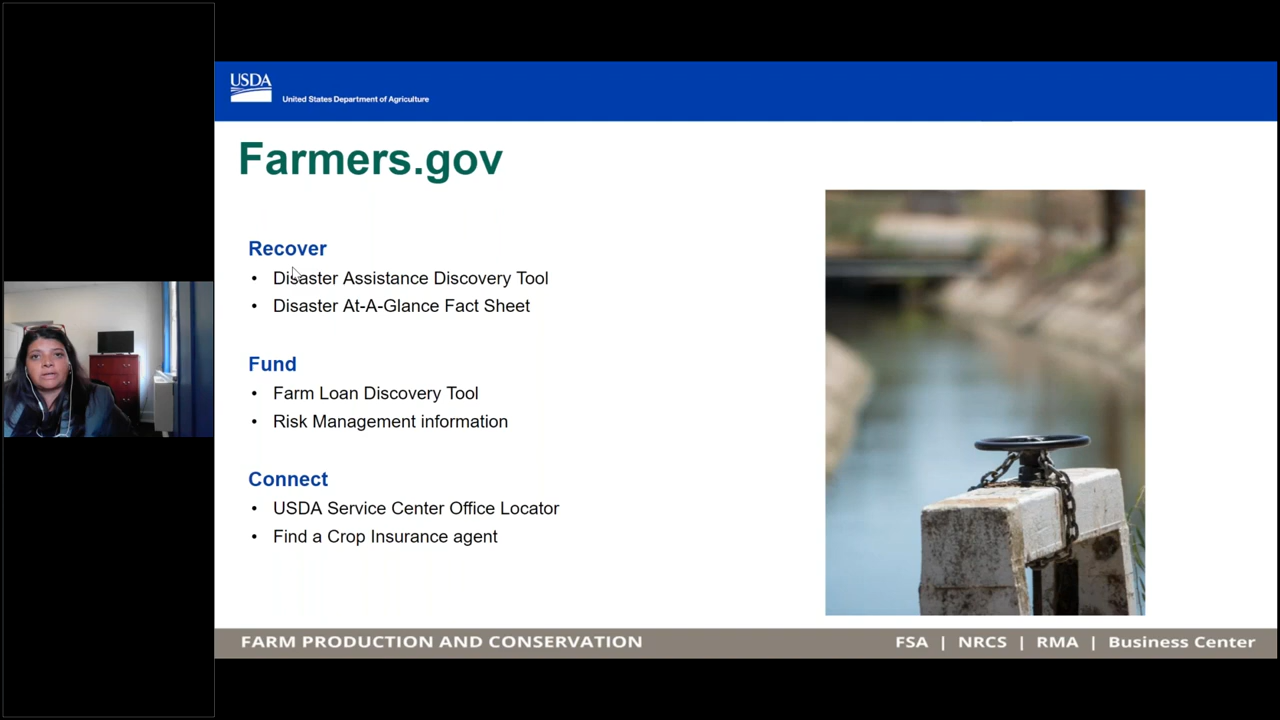 USDA
United States Department of Agriculture
Farmers.gov
Recover
• Disaster Assistance Discovery Tool
• Disaster At-A-Glance Fact Sheet
Fund
• Farm Loan Discovery Tool
• Risk Management information
Connect
• USDA Service Center Office Locator
• Find a Crop Insurance agent
FARM PRODUCTION AND CONSERVATION
FSA | NRCS | RMA | Business Center